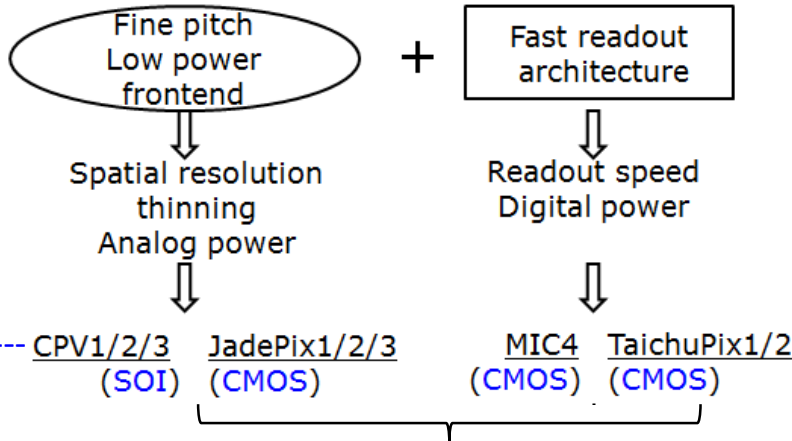 Fine pitch
Low power
frontend
+
Fast readout
architecture
Spatial resolution
thinning
Analog power
Readout speed
Digital power
CPV1/2/3 JadePix1/2/3 MIC4 TaichuPix1/2
(SOI) (CMOS) (CMOS) (CMOS)